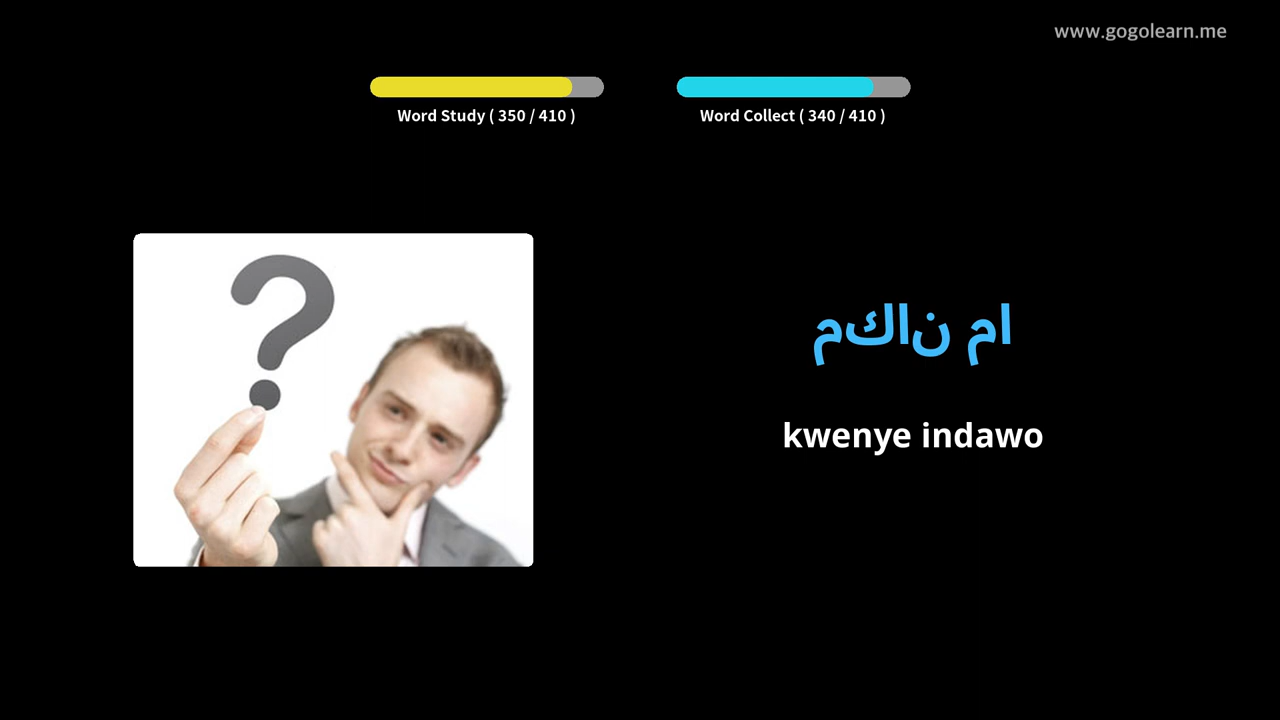 www.gogolearn.me
Word Study ( 350 / 410 )
Word Collect ( 340 / 410 )
مكان ما
kwenye indawo